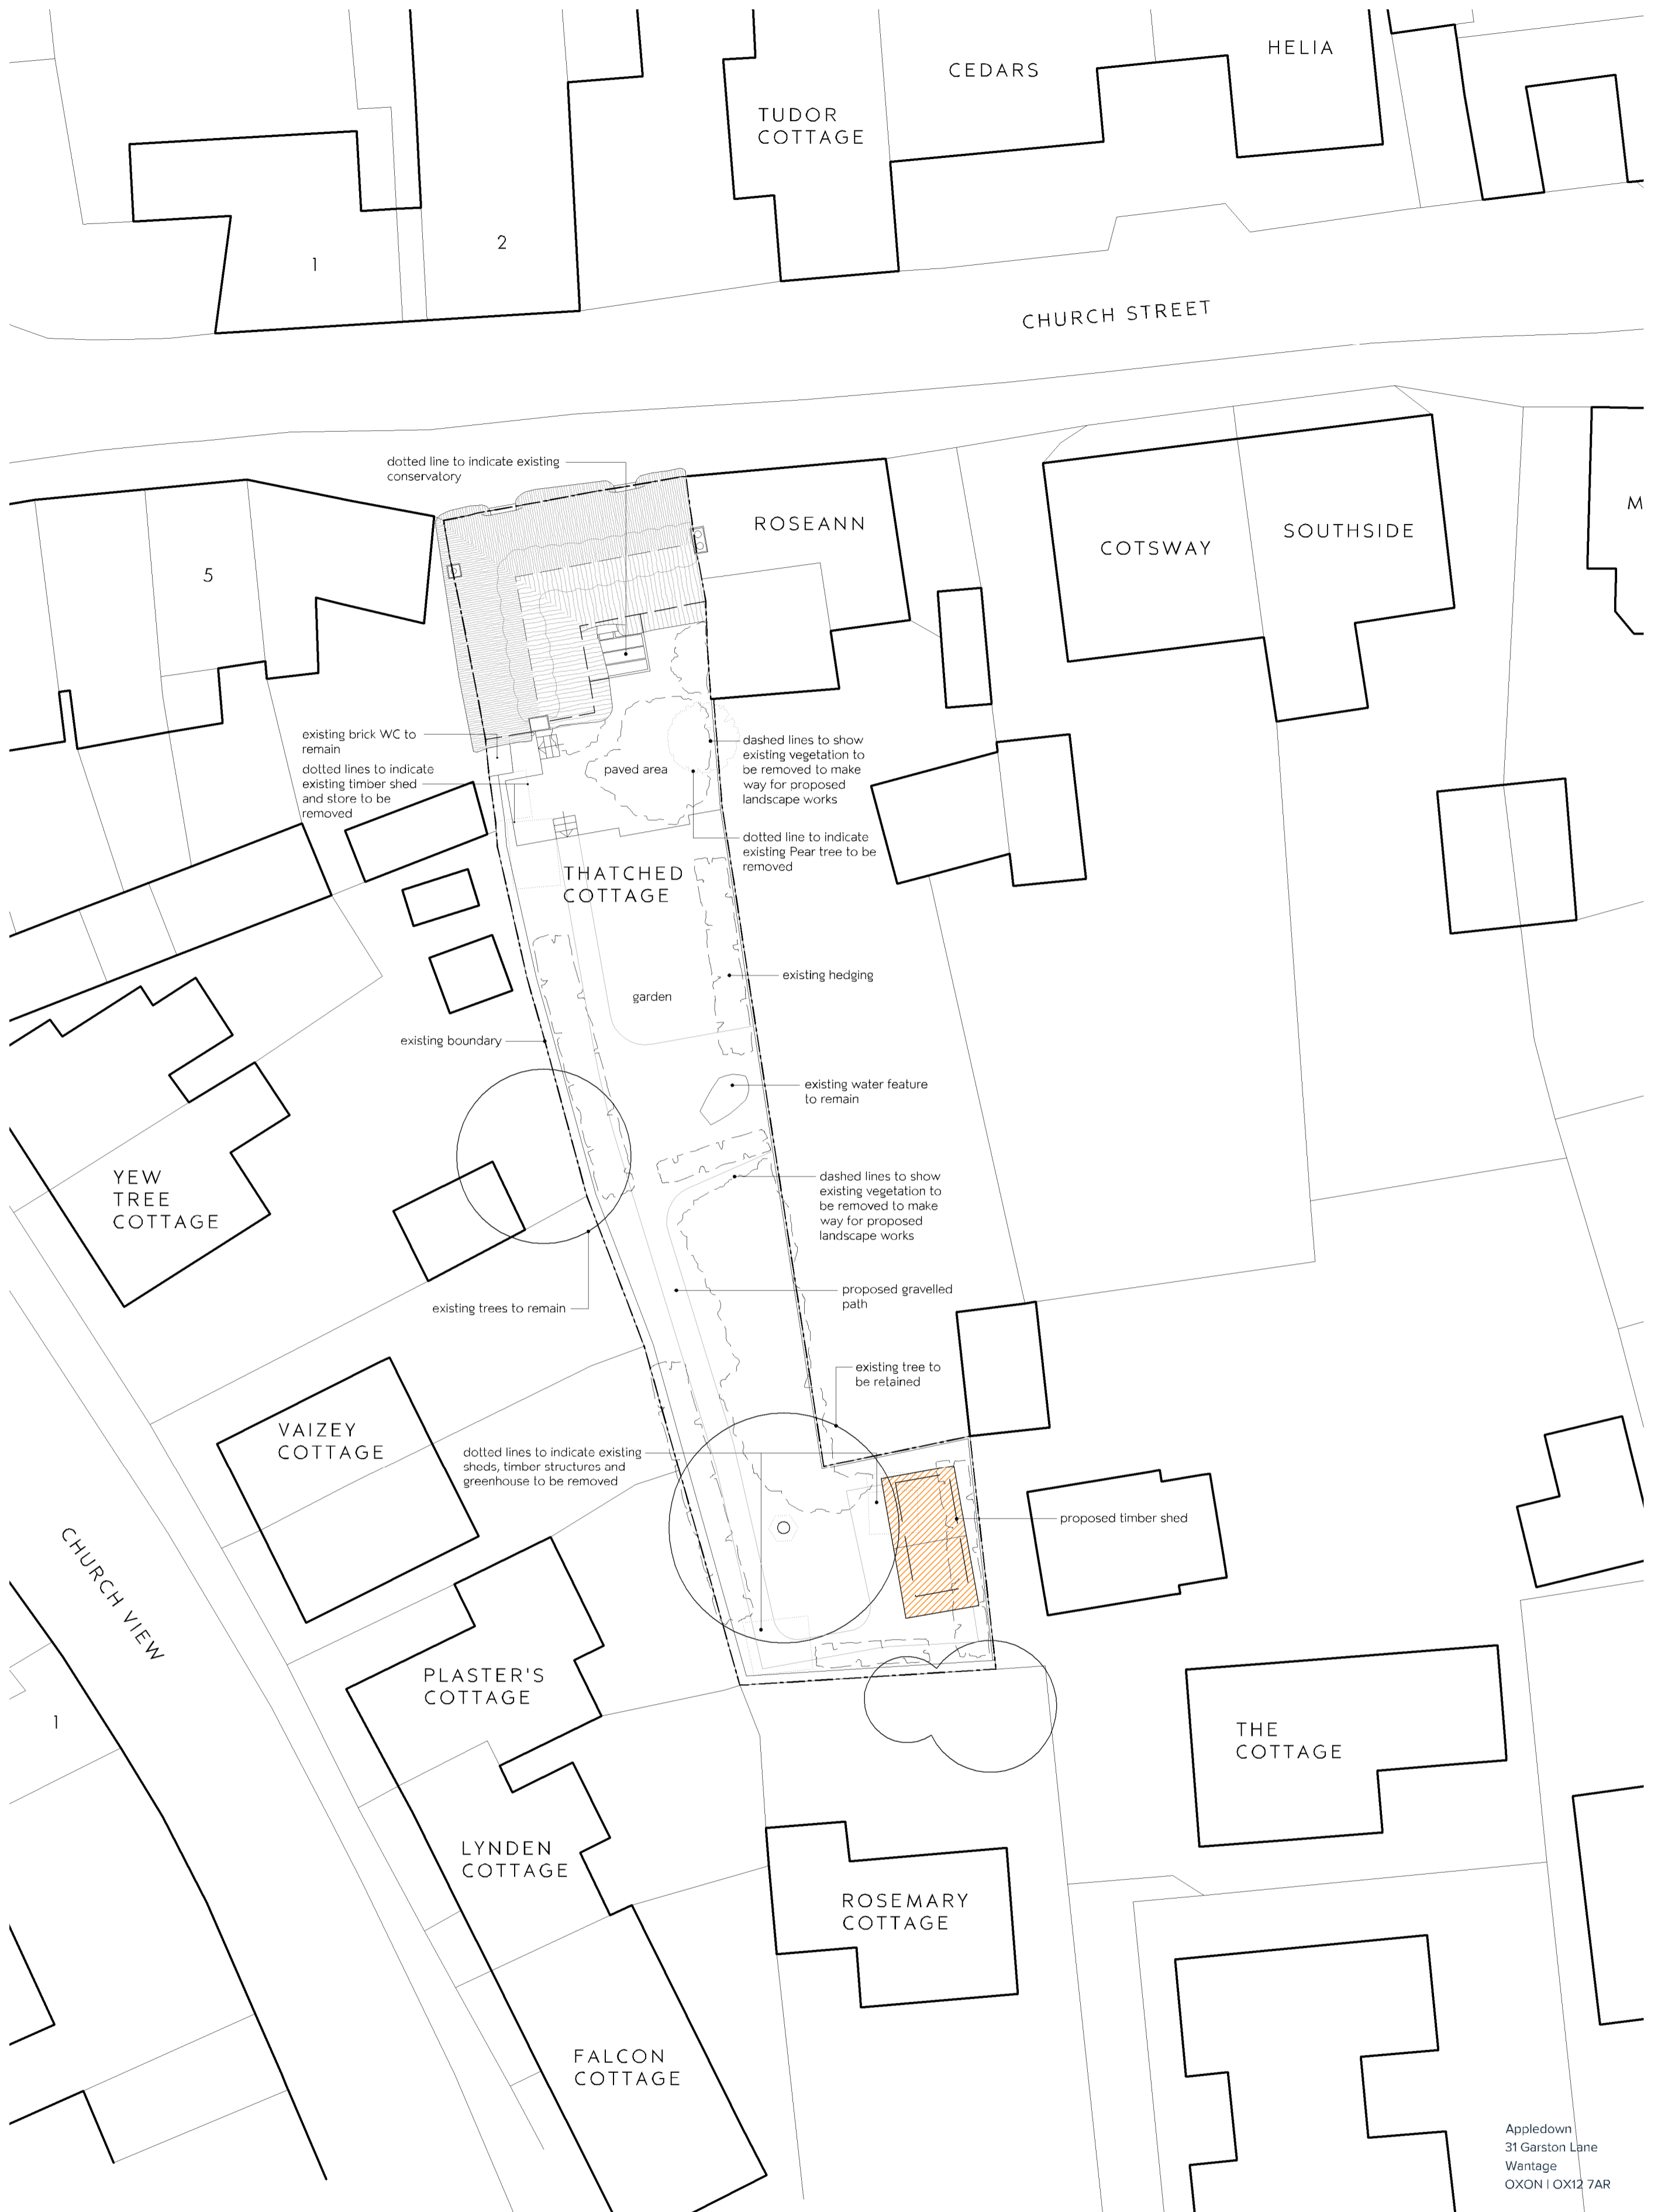 HELIA
CEDARS
TUDOR
COTTAGE
2
1
CHURCH STREET
dotted line to indicate existing
conservatory
ROSEANN
COTSWAY
SOUTHSIDE
M
5
existing brick WC to
remain
dotted lines to indicate
existing timber shed
and store to be
removed
paved area
dashed lines to show
existing vegetation to
be removed to make
way for proposed
landscape works
dotted line to indicate
existing Pear tree to be
removed
THATCHED
COTTAGE
existing hedging
garden
existing boundary
existing water feature
to remain
YEW
TREE
COTTAGE
dashed lines to show
existing vegetation to
be removed to make
way for proposed
landscape works
existing trees to remain
proposed gravelled
path
existing tree to
be retained
VAIZEY
COTTAGE
dotted lines to indicate existing
sheds, timber structures and
greenhouse to be removed
proposed timber shed
CHURCH VIEW
PLASTER'S
COTTAGE
1
THE
COTTAGE
LYNDEN
COTTAGE
ROSEMARY
COTTAGE
FALCON
COTTAGE
Appledown
31 Garston Lane
Wantage
OXON | OX12 7AR